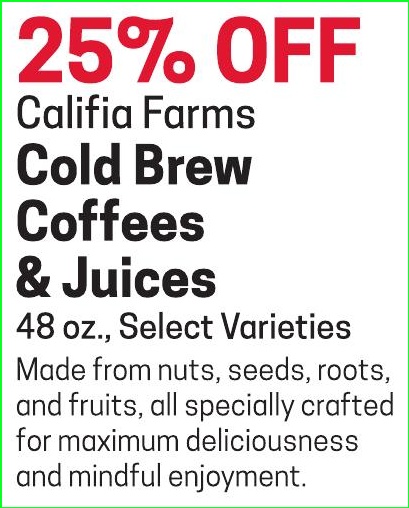 25% OFF
Califia Farms
Cold Brew
Coffees
& Juices
48 oz., Select Varieties
Made from nuts, seeds, roots,
and fruits, all specially crafted
for maximum deliciousness
and mindful enjoyment.